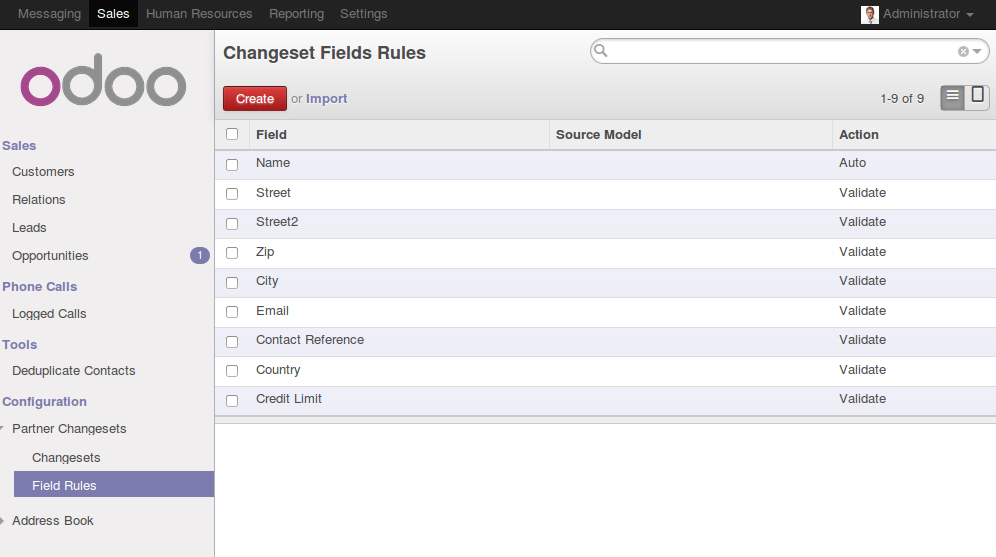 Messaging Sales Human Resources Reporting Settings Administrator
odoo
Changeset Fields Rules
Create or Import 1-9 of 9
Sales
Customers
Relations
Leads
Opportunities 1
Phone Calls
Logged Calls
Tools
Deduplicate Contacts
Configuration
Partner Changesets
Changesets
Field Rules
Address Book
Field Source Model Action
Name Auto
Street Validate
Street2 Validate
Zip Validate
City Validate
Email Validate
Contact Reference Validate
Country Validate
Credit Limit Validate